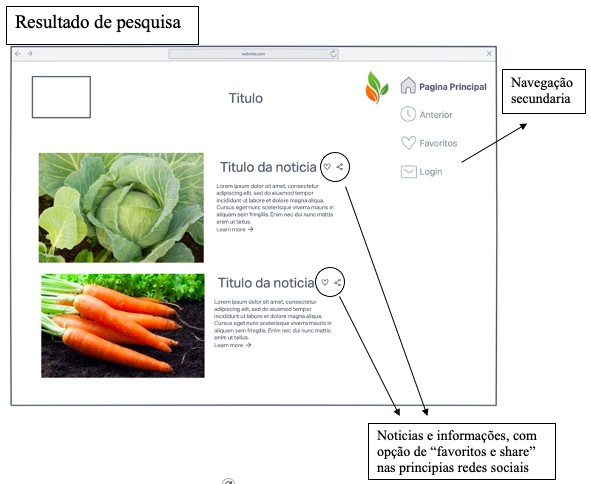 Resultado de pesquisa
website.com
Titulo
Pagina Principal
Anterior
Favoritos
Login
Navegação
secundaria
Titulo da noticia
Lorem ipsum dolor sit amet, consectetur
adipiscing elit, sed do eiusmod tempor
incididunt ut labore et dolore magna aliqua.
Cursus eget nunc scelerisque viverra mauris in
aliquam sem fringilla. Enim nec dui nunc mattis
enim ut tellus.
Learn more
Titulo da noticia
Lorem ipsum dolor sit amet, consectetur
adipiscing elit, sed do eiusmod tempor
incididunt ut labore et dolore magna aliqua.
Cursus eget nunc scelerisque viverra mauris in
aliquam sem fringilla. Enim nec dui nunc mattis
enim ut tellus.
Learn more
Noticias e informações, com
opção de “favoritos e share”
nas principias redes sociais